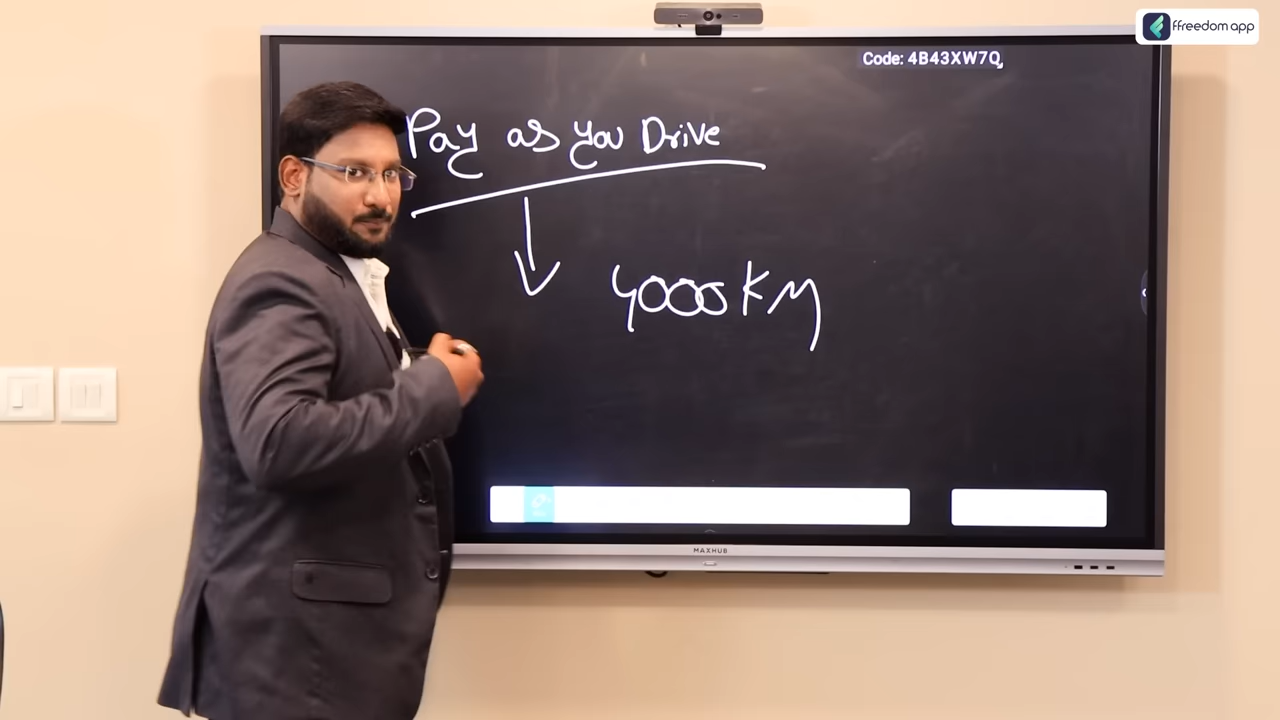 ffreedom app
Code: 4B43XW7Q
Pay as you Drive
4000 KM
MAXHUB